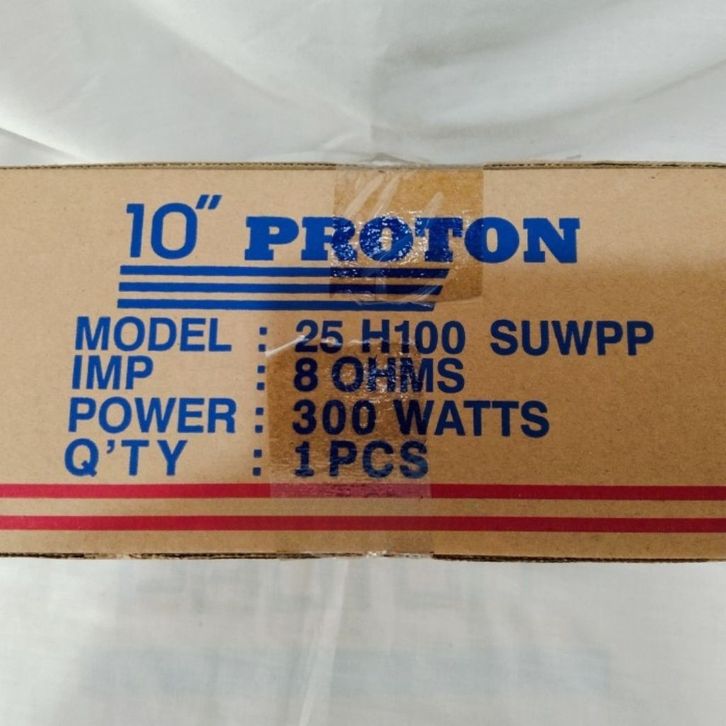 10" PROTON
MODEL : 25 H100 SUWPP
IMP : 8 OHMS
POWER : 300 WATTS
Q'TY : 1 PCS